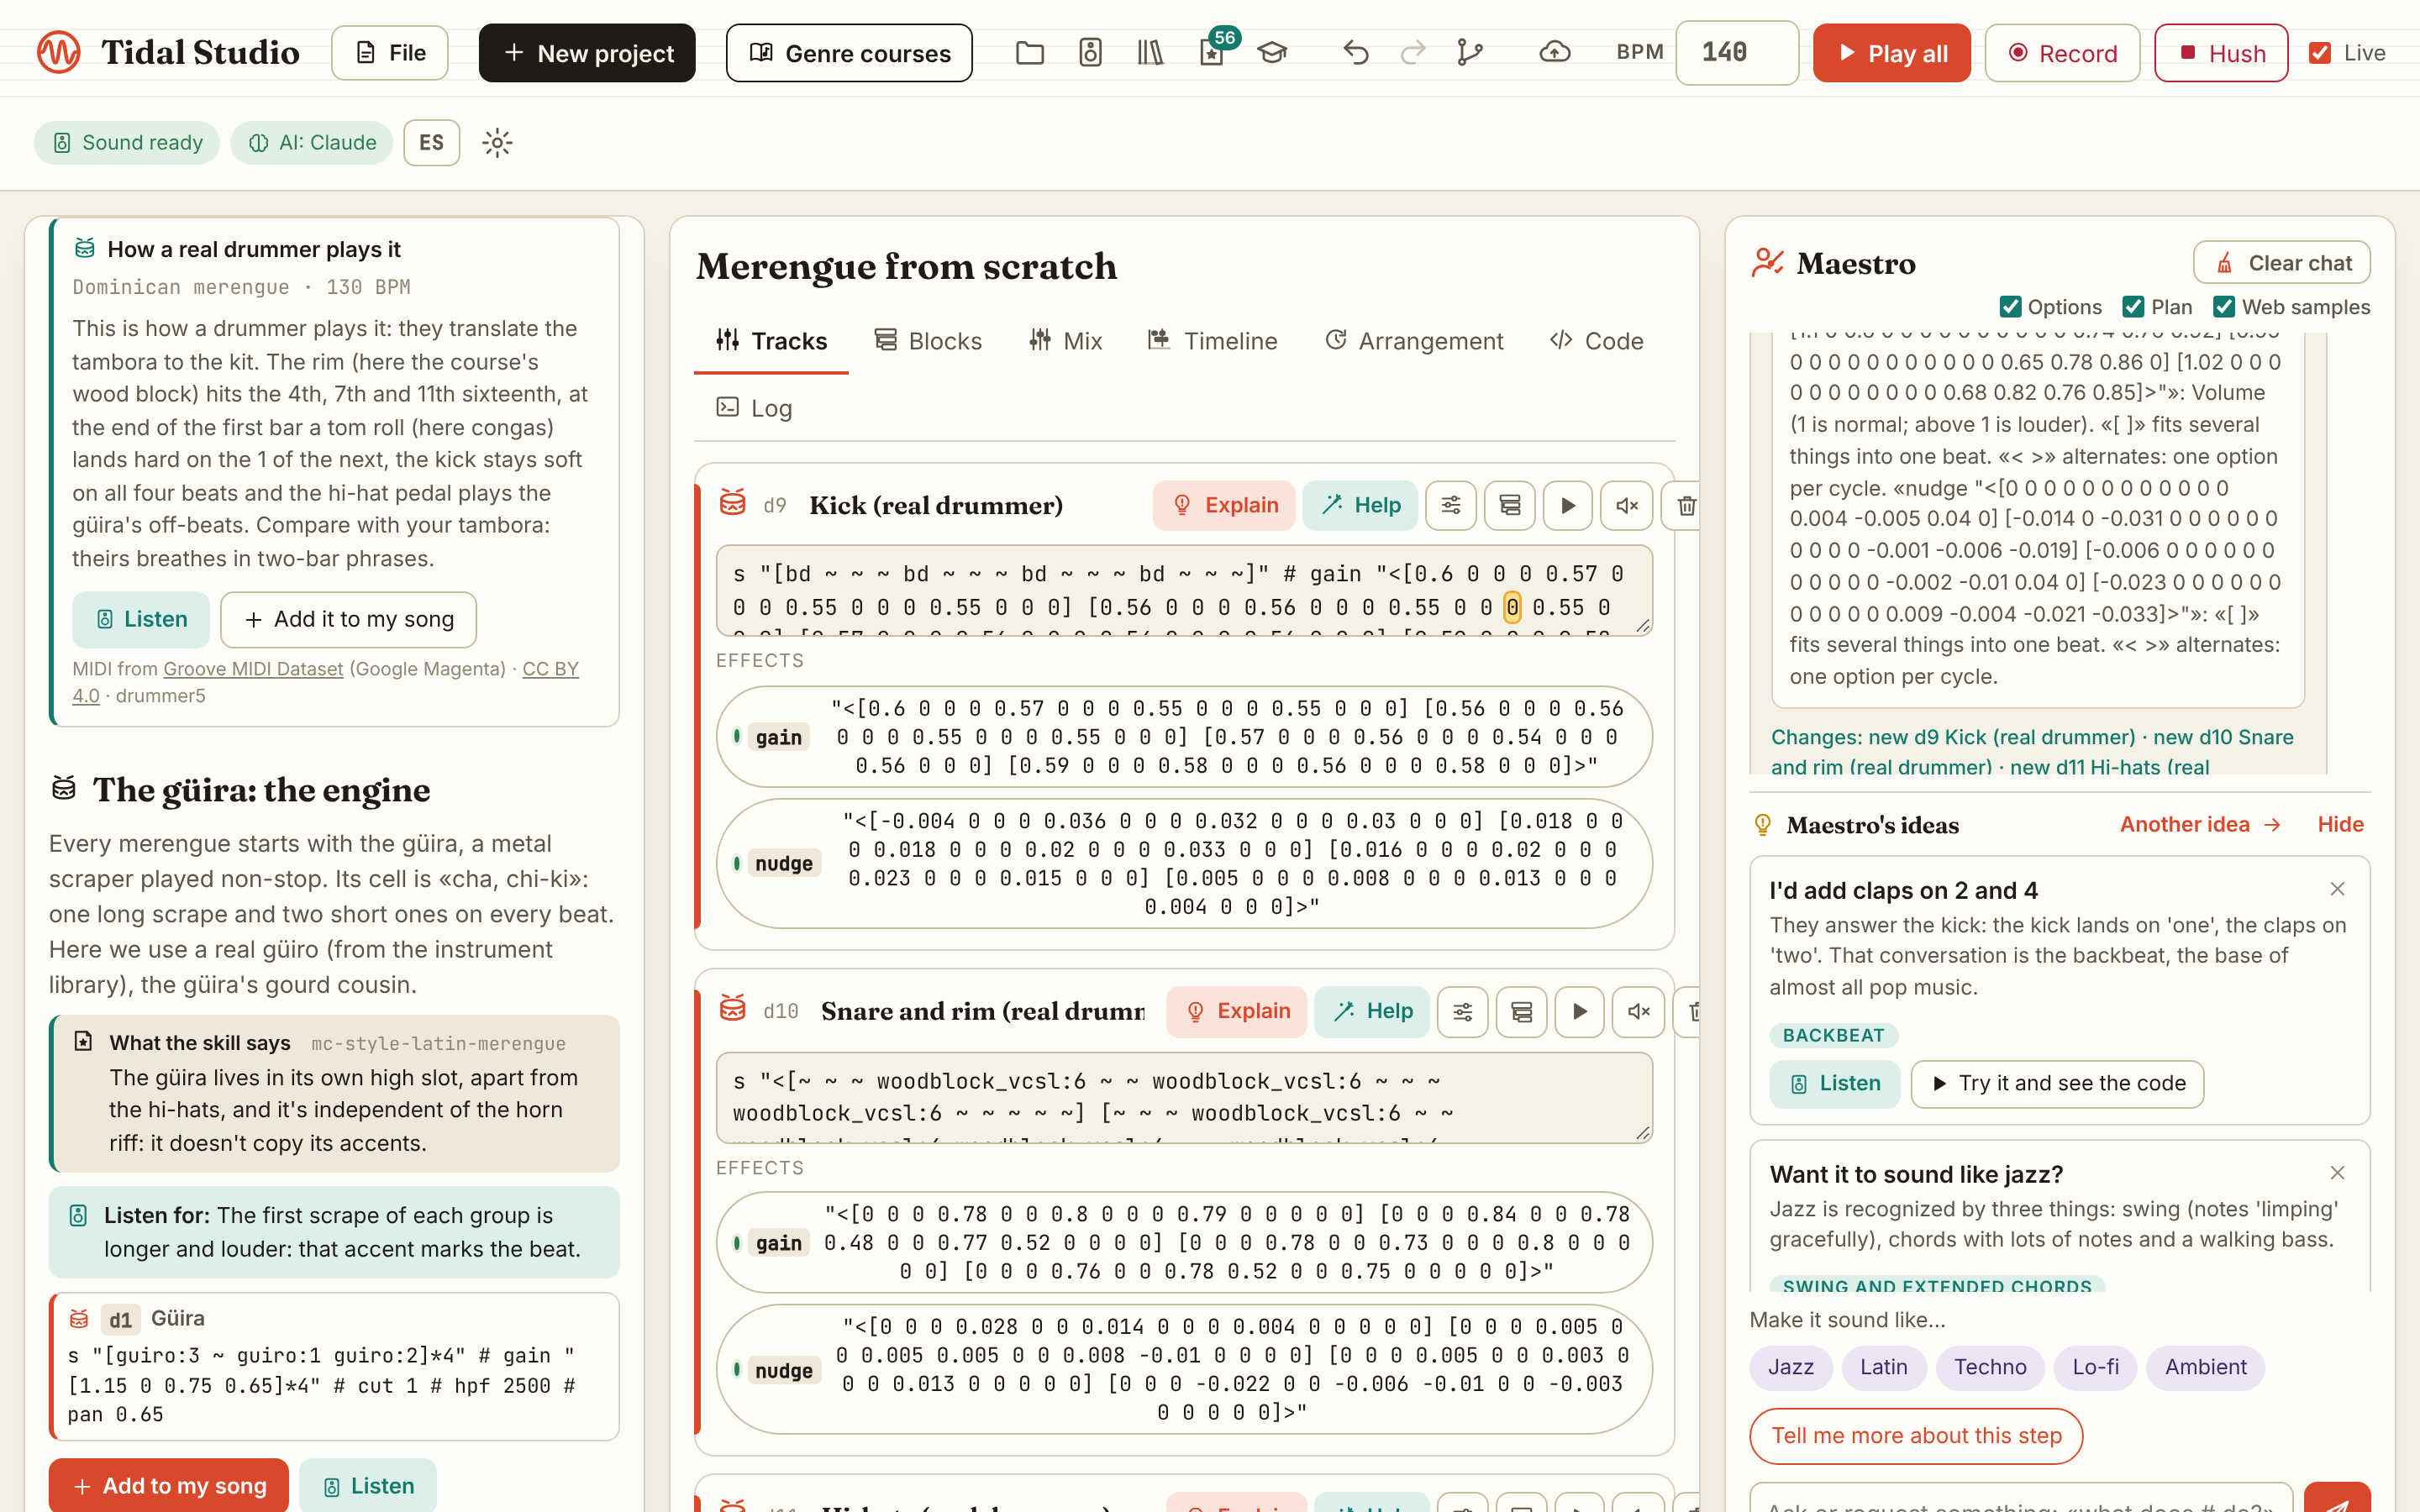 Tidal Studio
File
New project
Genre courses
56
BPM
140
Play all
Record
Hush
Live
Sound ready
AI: Claude
ES
How a real drummer plays it
Dominican merengue · 130 BPM
This is how a drummer plays it: they translate the
tambora to the kit. The rim (here the course's
wood block) hits the 4th, 7th and 11th sixteenth, at
the end of the first bar a tom roll (here congas)
lands hard on the 1 of the next, the kick stays soft
on all four beats and the hi-hat pedal plays the
güira's off-beats. Compare with your tambora:
theirs breathes in two-bar phrases.
Listen
Add it to my song
MIDI from Groove MIDI Dataset (Google Magenta) · CC BY
4.0 · drummer5
The güira: the engine
Every merengue starts with the güira, a metal
scraper played non-stop. Its cell is «cha, chi-ki»:
one long scrape and two short ones on every beat.
Here we use a real güiro (from the instrument
library), the güira's gourd cousin.
What the skill says mc-style-latin-merengue
The güira lives in its own high slot, apart from
the hi-hats, and it's independent of the horn
riff: it doesn't copy its accents.
Listen for: The first scrape of each group is
longer and louder: that accent marks the beat.
d1 Güira
s "[guiro:3 ~ guiro:1 guiro:2]*4" # gain "
[1.15 0 0.75 0.65]*4" # cut 1 # hpf 2500 #
pan 0.65
Add to my song
Listen
Merengue from scratch
Tracks
Blocks
Mix
Timeline
Arrangement
Code
Log
d9 Kick (real drummer)
Explain
Help
s "[bd ~ ~ ~ bd ~ ~ ~ bd ~ ~ ~ bd ~ ~ ~]" # gain "<[0.6 0 0 0 0.57 0
0 0 0.55 0 0 0 0.55 0 0 0] [0.56 0 0 0 0.56 0 0 0 0.55 0 0 0 0.55 0
EFFECTS
gain
"<[0.6 0 0 0 0.57 0 0 0 0.55 0 0 0 0.55 0 0 0] [0.56 0 0 0 0.56
0 0 0 0.55 0 0 0 0.55 0 0 0] [0.57 0 0 0 0.56 0 0 0 0.54 0 0 0
0.56 0 0 0] [0.59 0 0 0 0.58 0 0 0 0.56 0 0 0 0.58 0 0 0]>"
nudge
"<[-0.004 0 0 0 0.036 0 0 0 0.032 0 0 0 0.03 0 0 0] [0.018 0 0
0 0.018 0 0 0 0.02 0 0 0 0.033 0 0 0] [0.016 0 0 0 0.02 0 0 0
0.023 0 0 0 0.015 0 0 0] [0.005 0 0 0 0.008 0 0 0 0.013 0 0 0
0.004 0 0 0]>"
d10 Snare and rim (real drumr
Explain
Help
s "<[~ ~ ~ woodblock_vcsl:6 ~ ~ woodblock_vcsl:6 ~ ~ ~
woodblock_vcsl:6 ~ ~ ~ ~ ~] [~ ~ ~ woodblock_vcsl:6 ~ ~
EFFECTS
gain
"<[0 0 0 0.78 0 0 0.8 0 0 0 0.79 0 0 0 0 0] [0 0 0 0.84 0 0 0.78
0.48 0 0 0.77 0.52 0 0 0 0] [0 0 0 0.78 0 0 0.73 0 0 0 0.8 0 0 0
0 0] [0 0 0 0.76 0 0 0.78 0.52 0 0 0.75 0 0 0 0 0]>"
nudge
"<[0 0 0 0.028 0 0 0.014 0 0 0 0.004 0 0 0 0 0] [0 0 0 0.005 0
0 0.005 0.005 0 0 0.008 -0.01 0 0 0 0] [0 0 0 0.005 0 0 0.003 0
0 0 0.013 0 0 0 0 0] [0 0 0 -0.022 0 0 -0.006 -0.01 0 0 -0.003
0 0 0 0 0]>"
Maestro
Clear chat
Options
Plan
Web samples
0 0 0 0 0 0 0 0 0 0 0 0.65 0.78 0.86 0] [1.02 0 0 0
0 0 0 0 0 0 0 0 0.68 0.82 0.76 0.85]>"»: Volume
(1 is normal; above 1 is louder). «[ ]» fits several
things into one beat. «< >» alternates: one option
per cycle. «nudge "<[0 0 0 0 0 0 0 0 0 0 0
0.004 -0.005 0.04 0] [-0.014 0 -0.031 0 0 0 0 0 0
0 0 0 0 -0.001 -0.006 -0.019] [-0.006 0 0 0 0 0 0
0 0 0 0 0 -0.002 -0.01 0.04 0] [-0.023 0 0 0 0 0 0
0 0 0 0 0 0.009 -0.004 -0.021 -0.033]>"»: «[ ]»
fits several things into one beat. «< >» alternates:
one option per cycle.
Changes: new d9 Kick (real drummer) · new d10 Snare
and rim (real drummer) · new d11 Hi-hats (real
Maestro's ideas
Another idea →
Hide
I'd add claps on 2 and 4
They answer the kick: the kick lands on 'one', the claps on
'two'. That conversation is the backbeat, the base of
almost all pop music.
BACKBEAT
Listen
Try it and see the code
Want it to sound like jazz?
Jazz is recognized by three things: swing (notes 'limping'
gracefully), chords with lots of notes and a walking bass.
SWING AND EXTENDED CHORDS
Make it sound like...
Jazz
Latin
Techno
Lo-fi
Ambient
Tell me more about this step